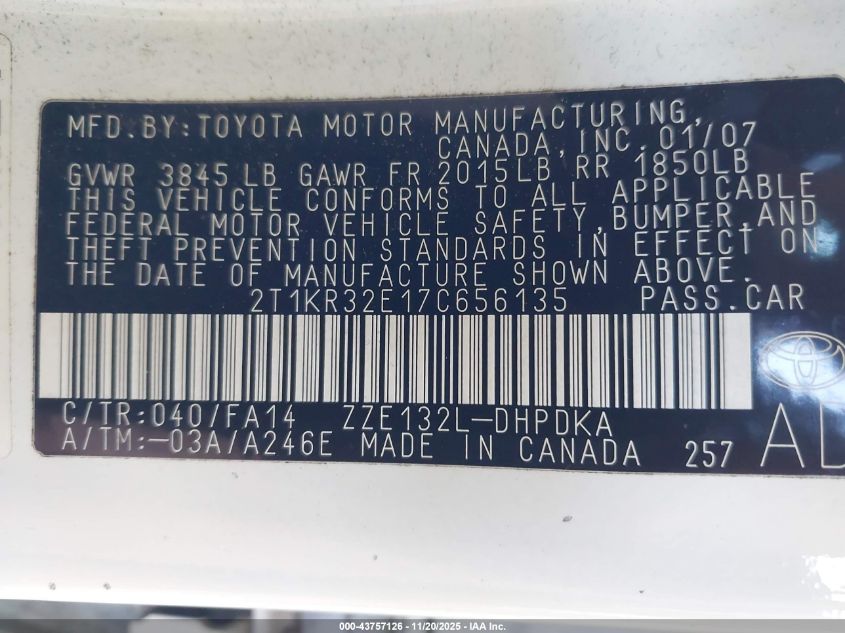 MFD.BY:TOYOTA MOTOR MANUFACTURING,
CANADA,INC. 01/07
GVWR 3845 LB GAWR FR 2015LB RR 1850LB
THIS VEHICLE CONFORMS TO ALL APPLICABLE
FEDERAL MOTOR VEHICLE SAFETY,BUMPER,AND
THEFT PREVENTION STANDARDS IN EFFECT ON
THE DATE OF MANUFACTURE SHOWN ABOVE.
2T1KR32E17C656135 PASS.CAR
C/TR:040/FA14 ZZE132L-DHPDKA
A/TM:-03A/A246E MADE IN CANADA 257
000-43757126 - 11/20/2025 - IAA Inc.